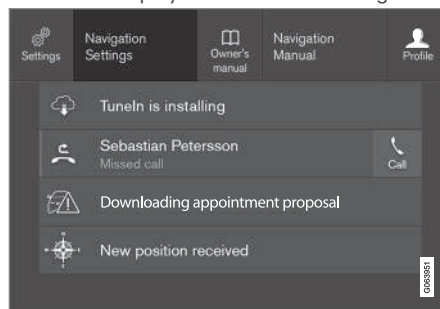 Settings
Navigation
Settings
Owner's
manual
Navigation
Manual
Profile
TuneIn is installing
Sebastian Petersson
Missed call
Call
Downloading appointment proposal
New position received
G063951